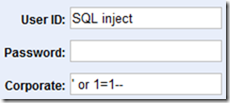 User ID: SQL inject
Password:
Corporate: ' or 1=1--